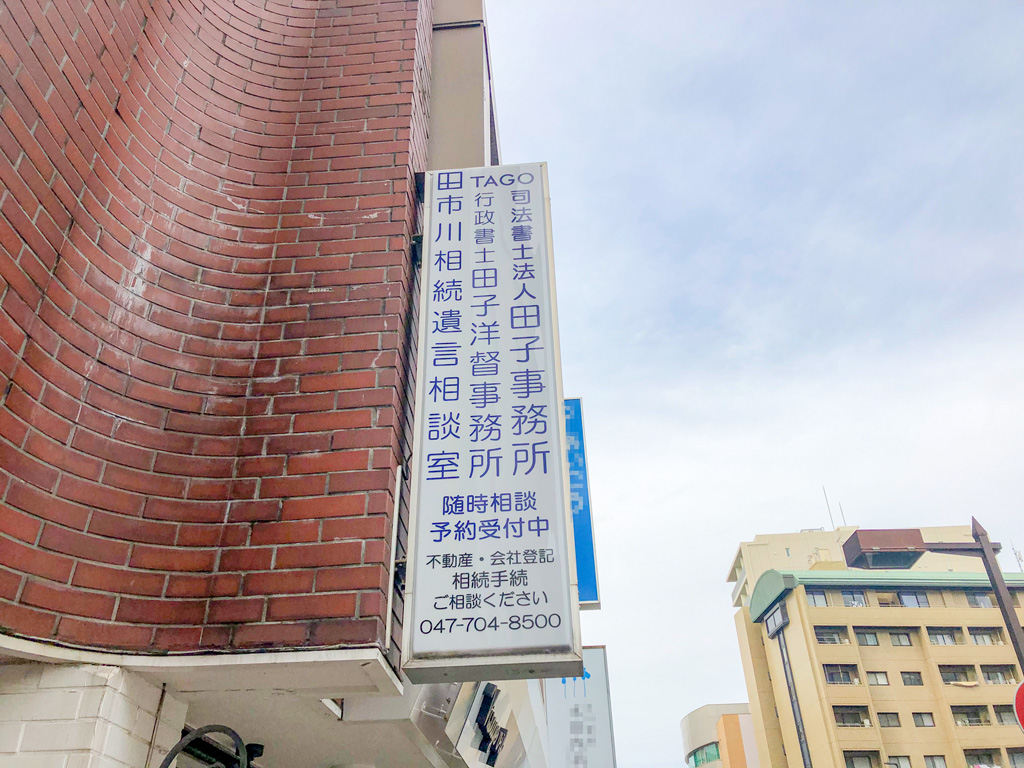 TAGO
司法書士法人田子事務所
行政書士田子洋督事務所
田市川相続遺言相談室
随時相談
予約受付中
不動産・会社登記
相続手続
ご相談ください
047-704-8500